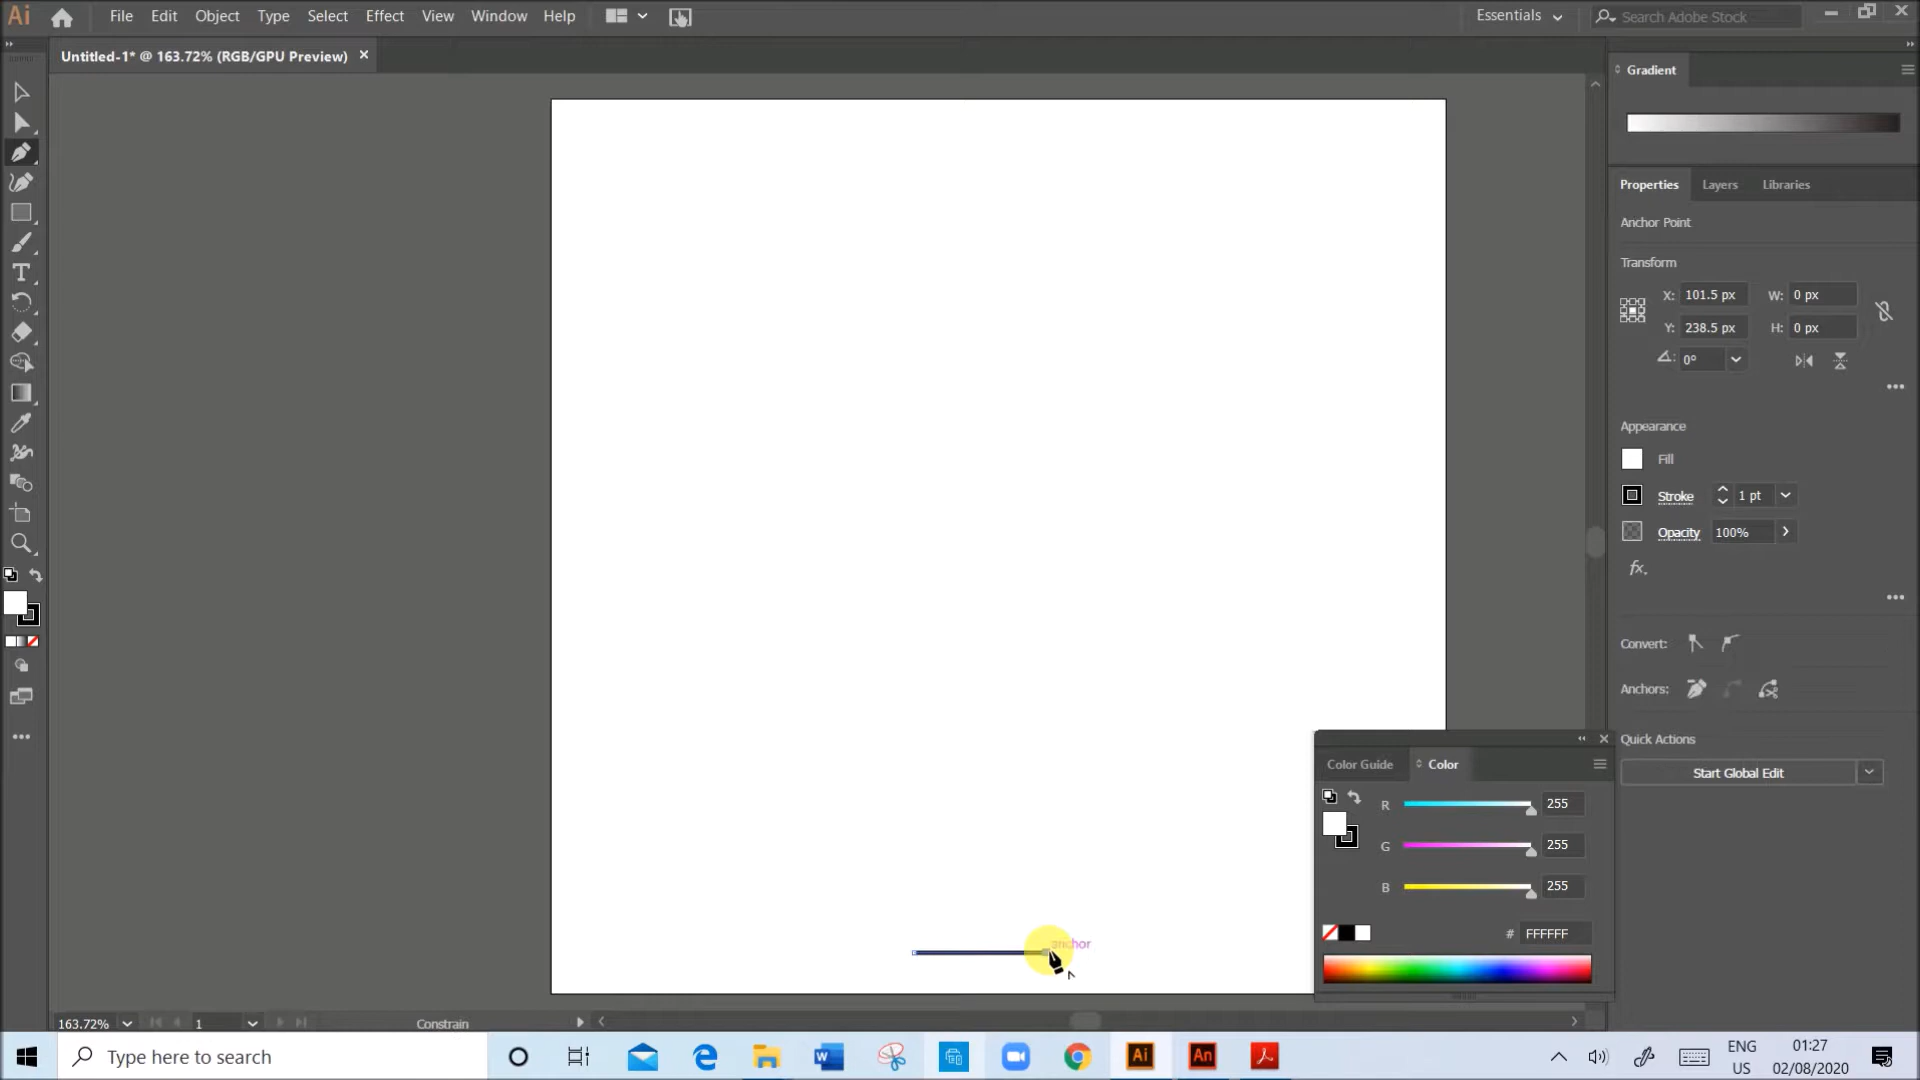 Ai File Edit Object Type Select Effect View Window Help Essentials Search Adobe Stock
Untitled-1* @ 163.72% (RGB/GPU Preview)
Gradient
Properties Layers Libraries
Anchor Point
Transform
X: 101.5 px W: 0 px
Y: 238.5 px H: 0 px
0°
Appearance
Fill
Stroke 1 pt
Opacity 100%
fx.
Convert:
Anchors:
Quick Actions
Start Global Edit
Color Guide Color
R 255
G 255
B 255
# FFFFFF
anchor
163.72% 1 Constrain
Type here to search
Ai An
ENG
US
01:27
02/08/2020